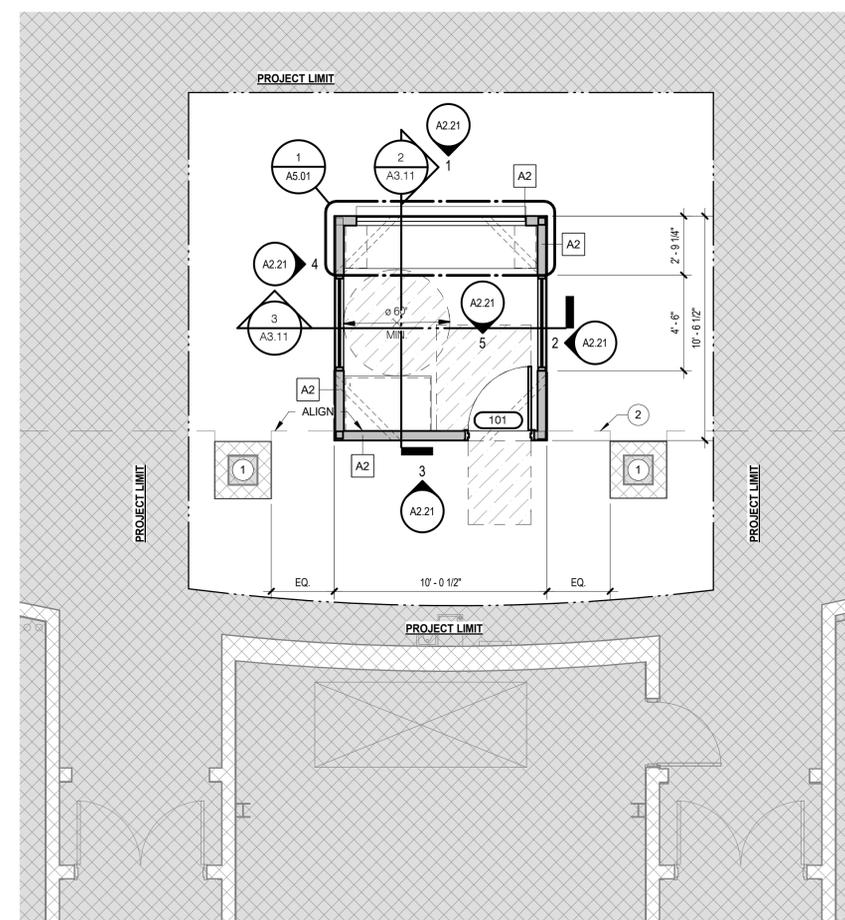 PROJECT LIMIT
A2.21
1
1
A5.01
2
A3.11
A2
A2
2' - 9 1/4"
A2.21
4
A2.21
5
3
A3.11
ø 60"
MIN.
2
A2.21
4' - 6"
10' - 6 1/2"
A2
ALIGN
101
2
A2
1
1
3
A2.21
PROJECT LIMIT
PROJECT LIMIT
EQ.
10' - 0 1/2"
EQ.
PROJECT LIMIT